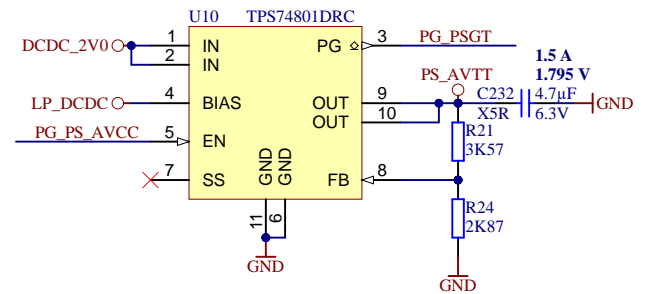 U10 TPS74801DRC
DCDC_2V0 1 IN PG 3 PG_PSGT
2 IN
1.5 A
1.795 V
PS_AVTT
LP_DCDC 4 BIAS OUT 9 C232 4.7µF GND
OUT 10 X5R 6.3V
PG_PS_AVCC 5 EN
R21
3K57
7 SS GND GND FB 8
R24
2K87
11 6
GND
GND